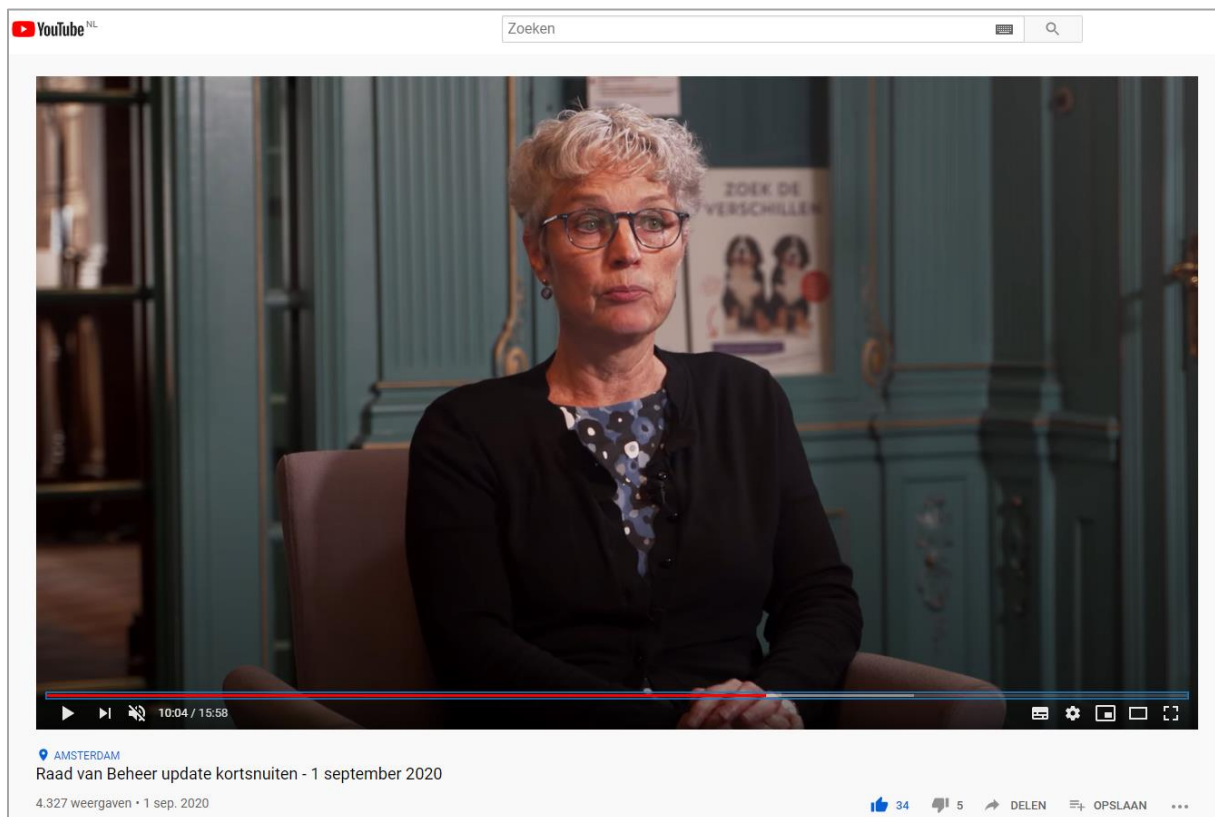 YouTube NL
Zoeken
ZOEK DE
VERSCHILLEN
10:04 / 15:58
AMSTERDAM
Raad van Beheer update kortsnuiten - 1 september 2020
4.327 weergaven • 1 sep. 2020
34 5 DELEN OPSLAAN